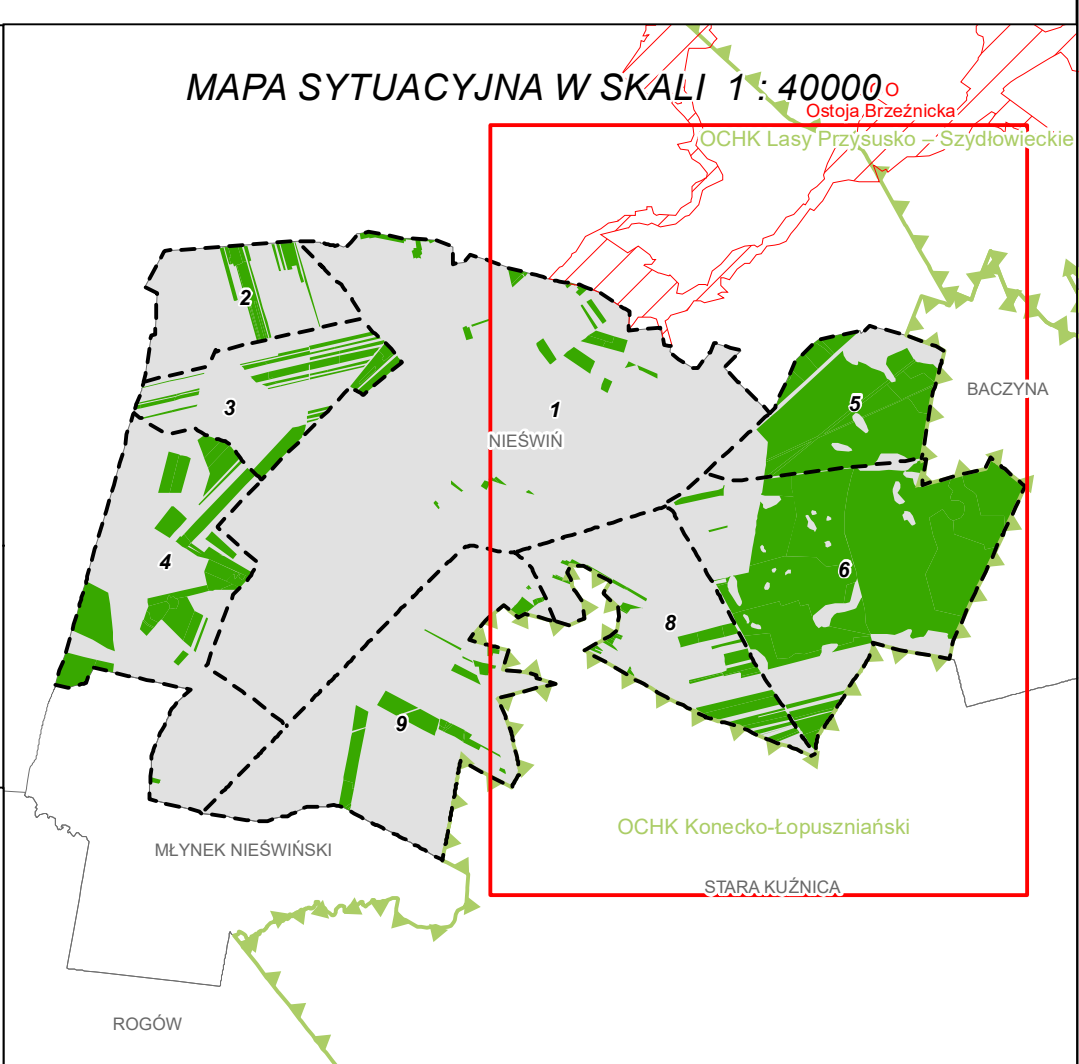 MAPA SYTUACYJNA W SKALI 1 : 40000
O
Ostoja Brzeźnicka
OCHK Lasy Przysusko – Szydłowieckie
2
5
BACZYNA
3
1
NIEŚWIŃ
4
6
8
9
OCHK Konecko-Łopuszniański
MŁYNEK NIEŚWIŃSKI
STARA KUŹNICA
ROGÓW